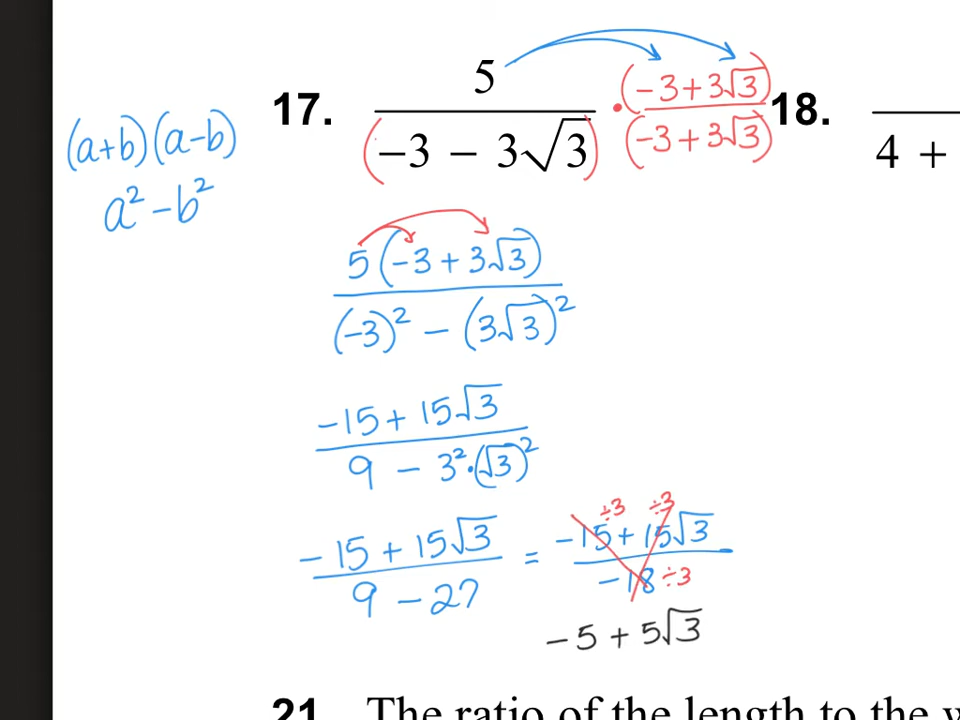 17. 5/(−3 − 3√3) · (−3 + 3√3)/(−3 + 3√3)
18. 4 +
(a+b)(a−b)
a² − b²
5(−3 + 3√3)/((−3)² − (3√3)²)
(−15 + 15√3)/(9 − 3²·(√3)²)
(−15 + 15√3)/(9 − 27) = (−15 + 15√3)/−18 ÷3 ÷3 ÷3
−5 + 5√3
21. The ratio of the length to the